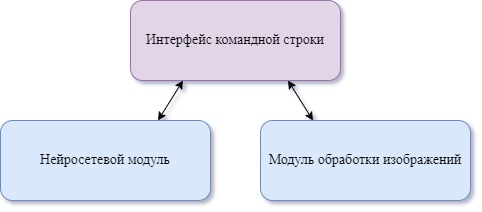 Интерфейс командной строки
Нейросетевой модуль
Модуль обработки изображений